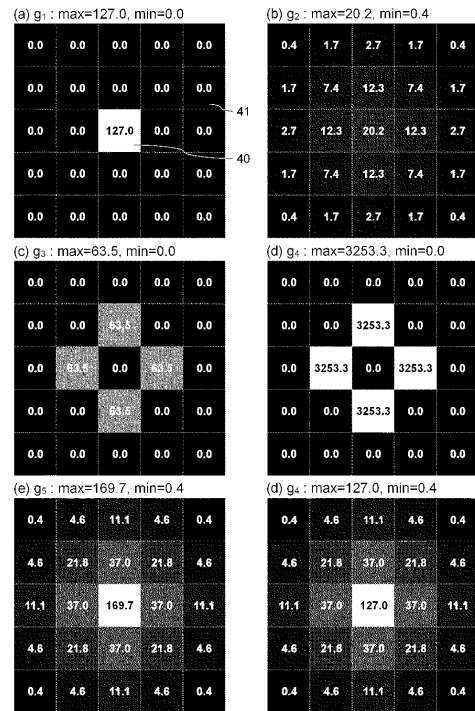 (a) g1 : max=127.0, min=0.0
0.0 0.0 0.0 0.0 0.0
0.0 0.0 0.0 0.0 0.0
41
0.0 0.0 127.0 0.0 0.0
40
0.0 0.0 0.0 0.0 0.0
0.0 0.0 0.0 0.0 0.0
(b) g2 : max=20.2, min=0.4
0.4 1.7 2.7 1.7 0.4
1.7 7.4 12.3 7.4 1.7
2.7 12.3 20.2 12.3 2.7
1.7 7.4 12.3 7.4 1.7
0.4 1.7 2.7 1.7 0.4
(c) g3 : max=63.5, min=0.0
0.0 0.0 0.0 0.0 0.0
0.0 0.0 63.5 0.0 0.0
0.0 63.5 0.0 63.5 0.0
0.0 0.0 63.5 0.0 0.0
0.0 0.0 0.0 0.0 0.0
(d) g4 : max=3253.3, min=0.0
0.0 0.0 0.0 0.0 0.0
0.0 0.0 3253.3 0.0 0.0
0.0 3253.3 0.0 3253.3 0.0
0.0 0.0 3253.3 0.0 0.0
0.0 0.0 0.0 0.0 0.0
(e) g5 : max=169.7, min=0.4
0.4 4.6 11.1 4.6 0.4
4.6 21.8 37.0 21.8 4.6
11.1 37.0 169.7 37.0 11.1
4.6 21.8 37.0 21.8 4.6
0.4 4.6 11.1 4.6 0.4
(d) g4 : max=127.0, min=0.4
0.4 4.6 11.1 4.6 0.4
4.6 21.8 37.0 21.8 4.6
11.1 37.0 127.0 37.0 11.1
4.6 21.8 37.0 21.8 4.6
0.4 4.6 11.1 4.6 0.4